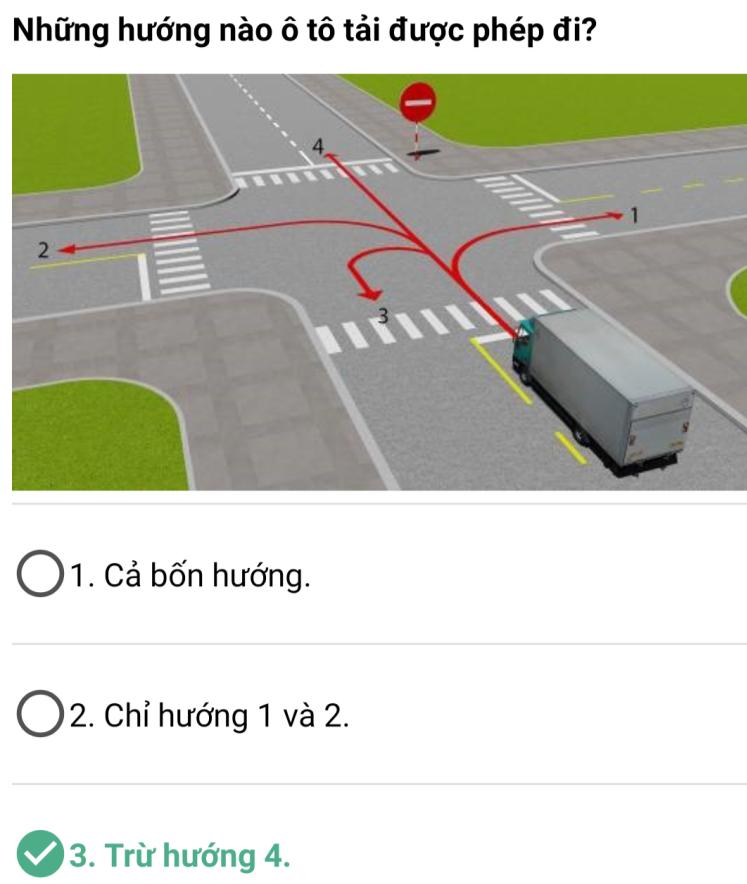 Những hướng nào ô tô tải được phép đi?
4
1
2
3
1. Cả bốn hướng.
2. Chỉ hướng 1 và 2.
3. Trừ hướng 4.